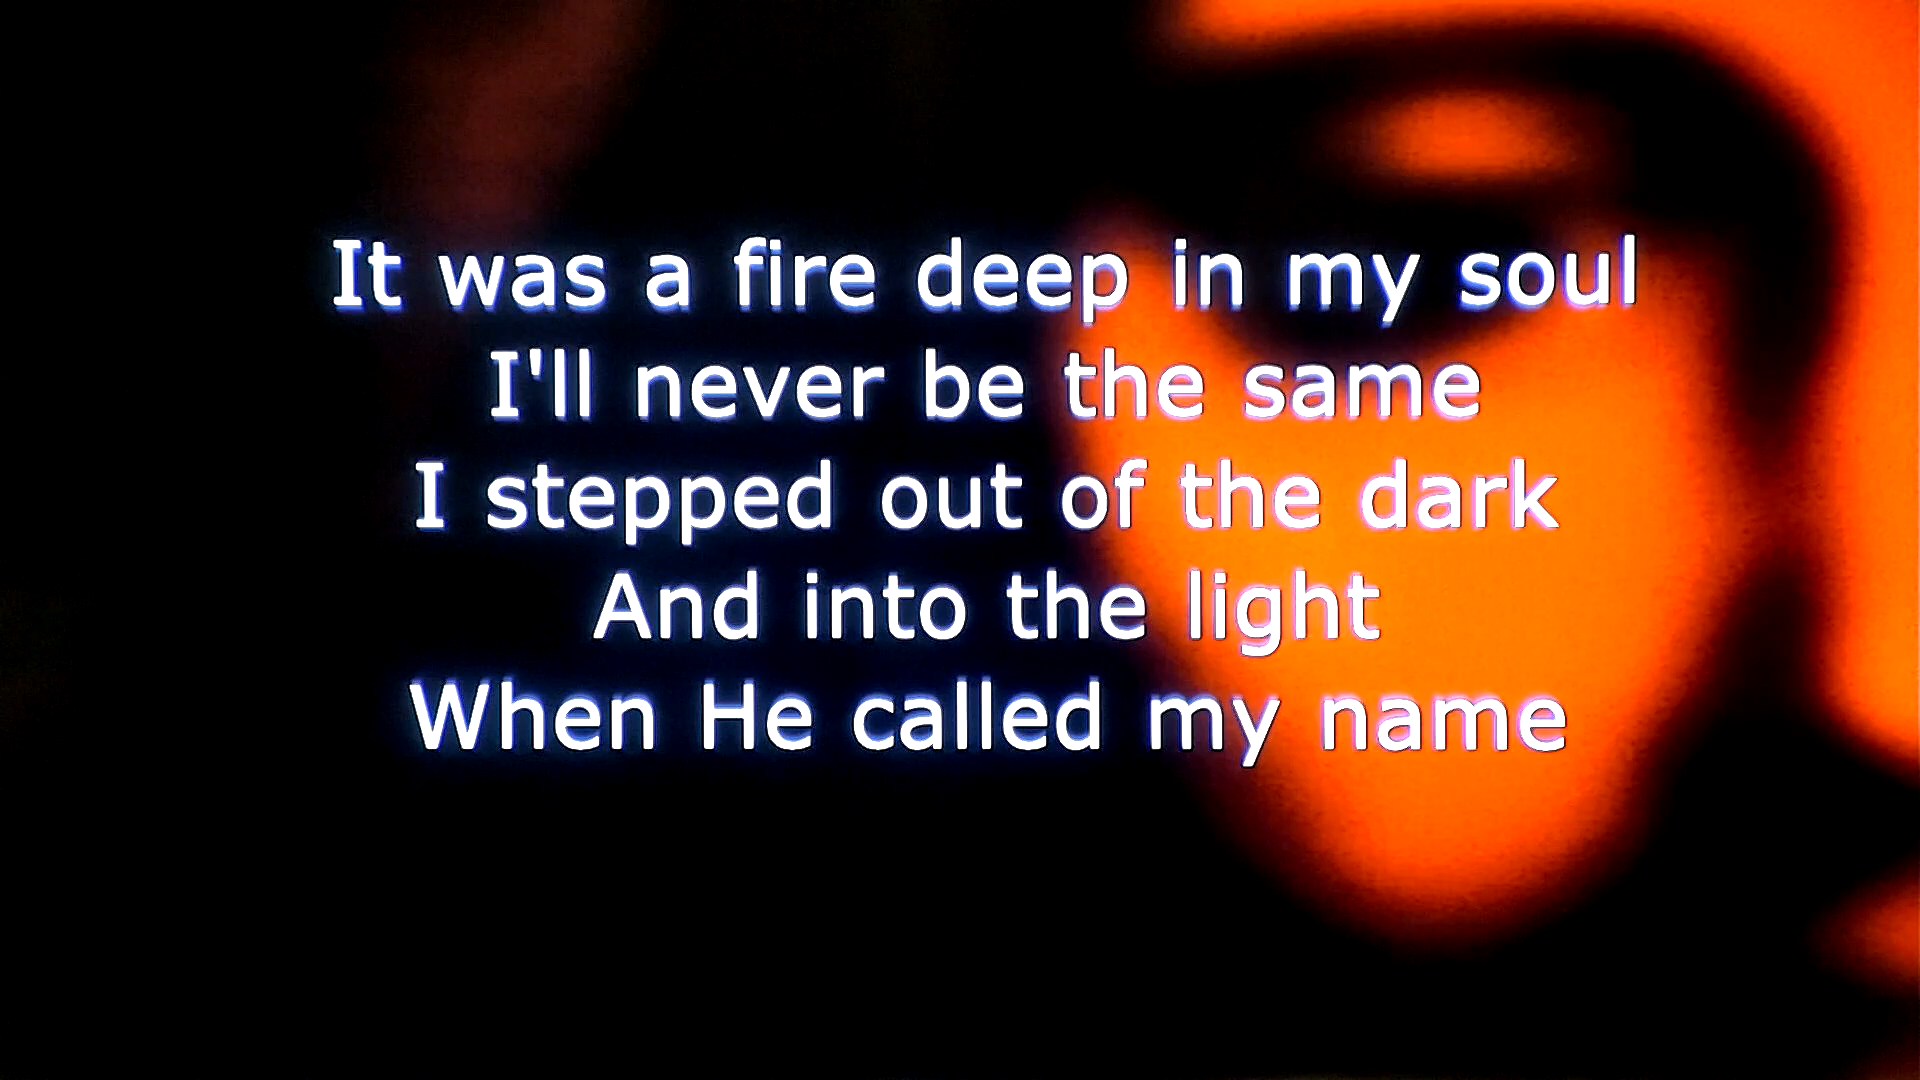 It was a fire deep in my soul
I'll never be the same
I stepped out of the dark
And into the light
When He called my name